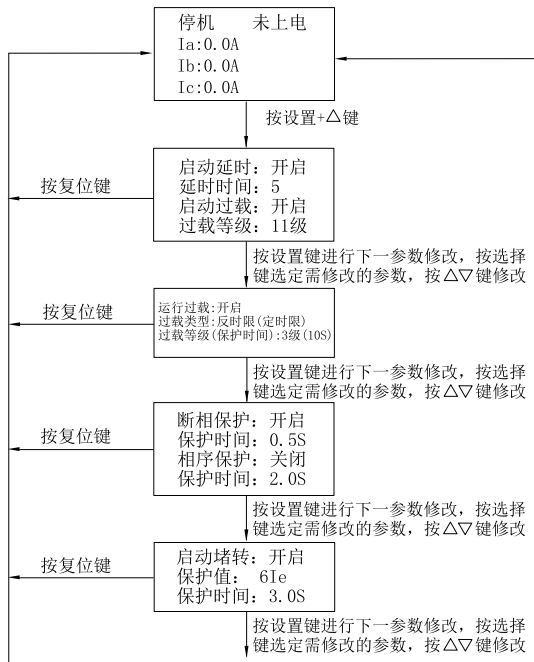 停机 未上电
Ia:0.0A
Ib:0.0A
Ic:0.0A
按设置+△键
启动延时：开启
延时时间：5
启动过载：开启
过载等级：11级
按复位键
按设置键进行下一参数修改，按选择
键选定需修改的参数，按△▽键修改
运行过载:开启
过载类型:反时限(定时限)
过载等级(保护时间):3级(10S)
按复位键
按设置键进行下一参数修改，按选择
键选定需修改的参数，按△▽键修改
断相保护：开启
保护时间：0.5S
相序保护：关闭
保护时间：2.0S
按复位键
按设置键进行下一参数修改，按选择
键选定需修改的参数，按△▽键修改
启动堵转：开启
保护值： 6Ie
保护时间：3.0S
按复位键
按设置键进行下一参数修改，按选择
键选定需修改的参数，按△▽键修改